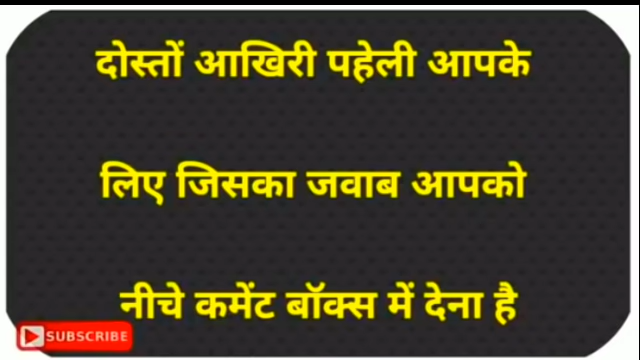 दोस्तों आखिरी पहेली आपके
लिए जिसका जवाब आपको
नीचे कमेंट बॉक्स में देना है
SUBSCRIBE